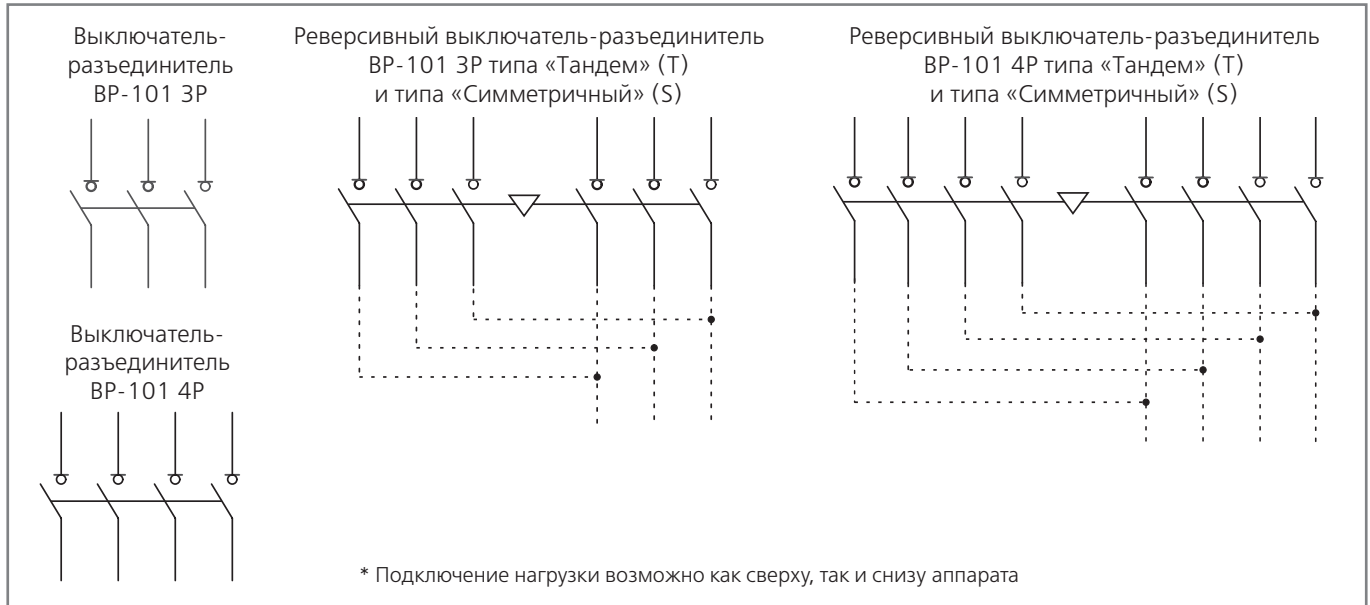 Выключатель-
разъединитель
ВР-101 3Р
Реверсивный выключатель-разъединитель
ВР-101 3Р типа «Тандем» (Т)
и типа «Симметричный» (S)
Реверсивный выключатель-разъединитель
ВР-101 4Р типа «Тандем» (Т)
и типа «Симметричный» (S)
Выключатель-
разъединитель
ВР-101 4Р
* Подключение нагрузки возможно как сверху, так и снизу аппарата